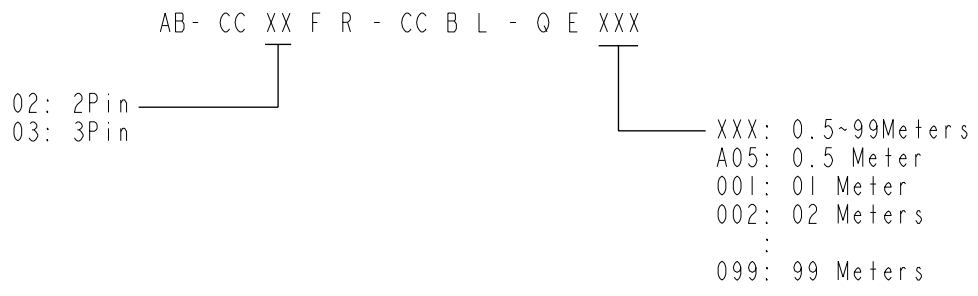 AB- CC XX F R - CC B L - Q E XXX
02: 2Pin
03: 3Pin
XXX: 0.5~99Meters
A05: 0.5 Meter
001: 01 Meter
002: 02 Meters
:
099: 99 Meters